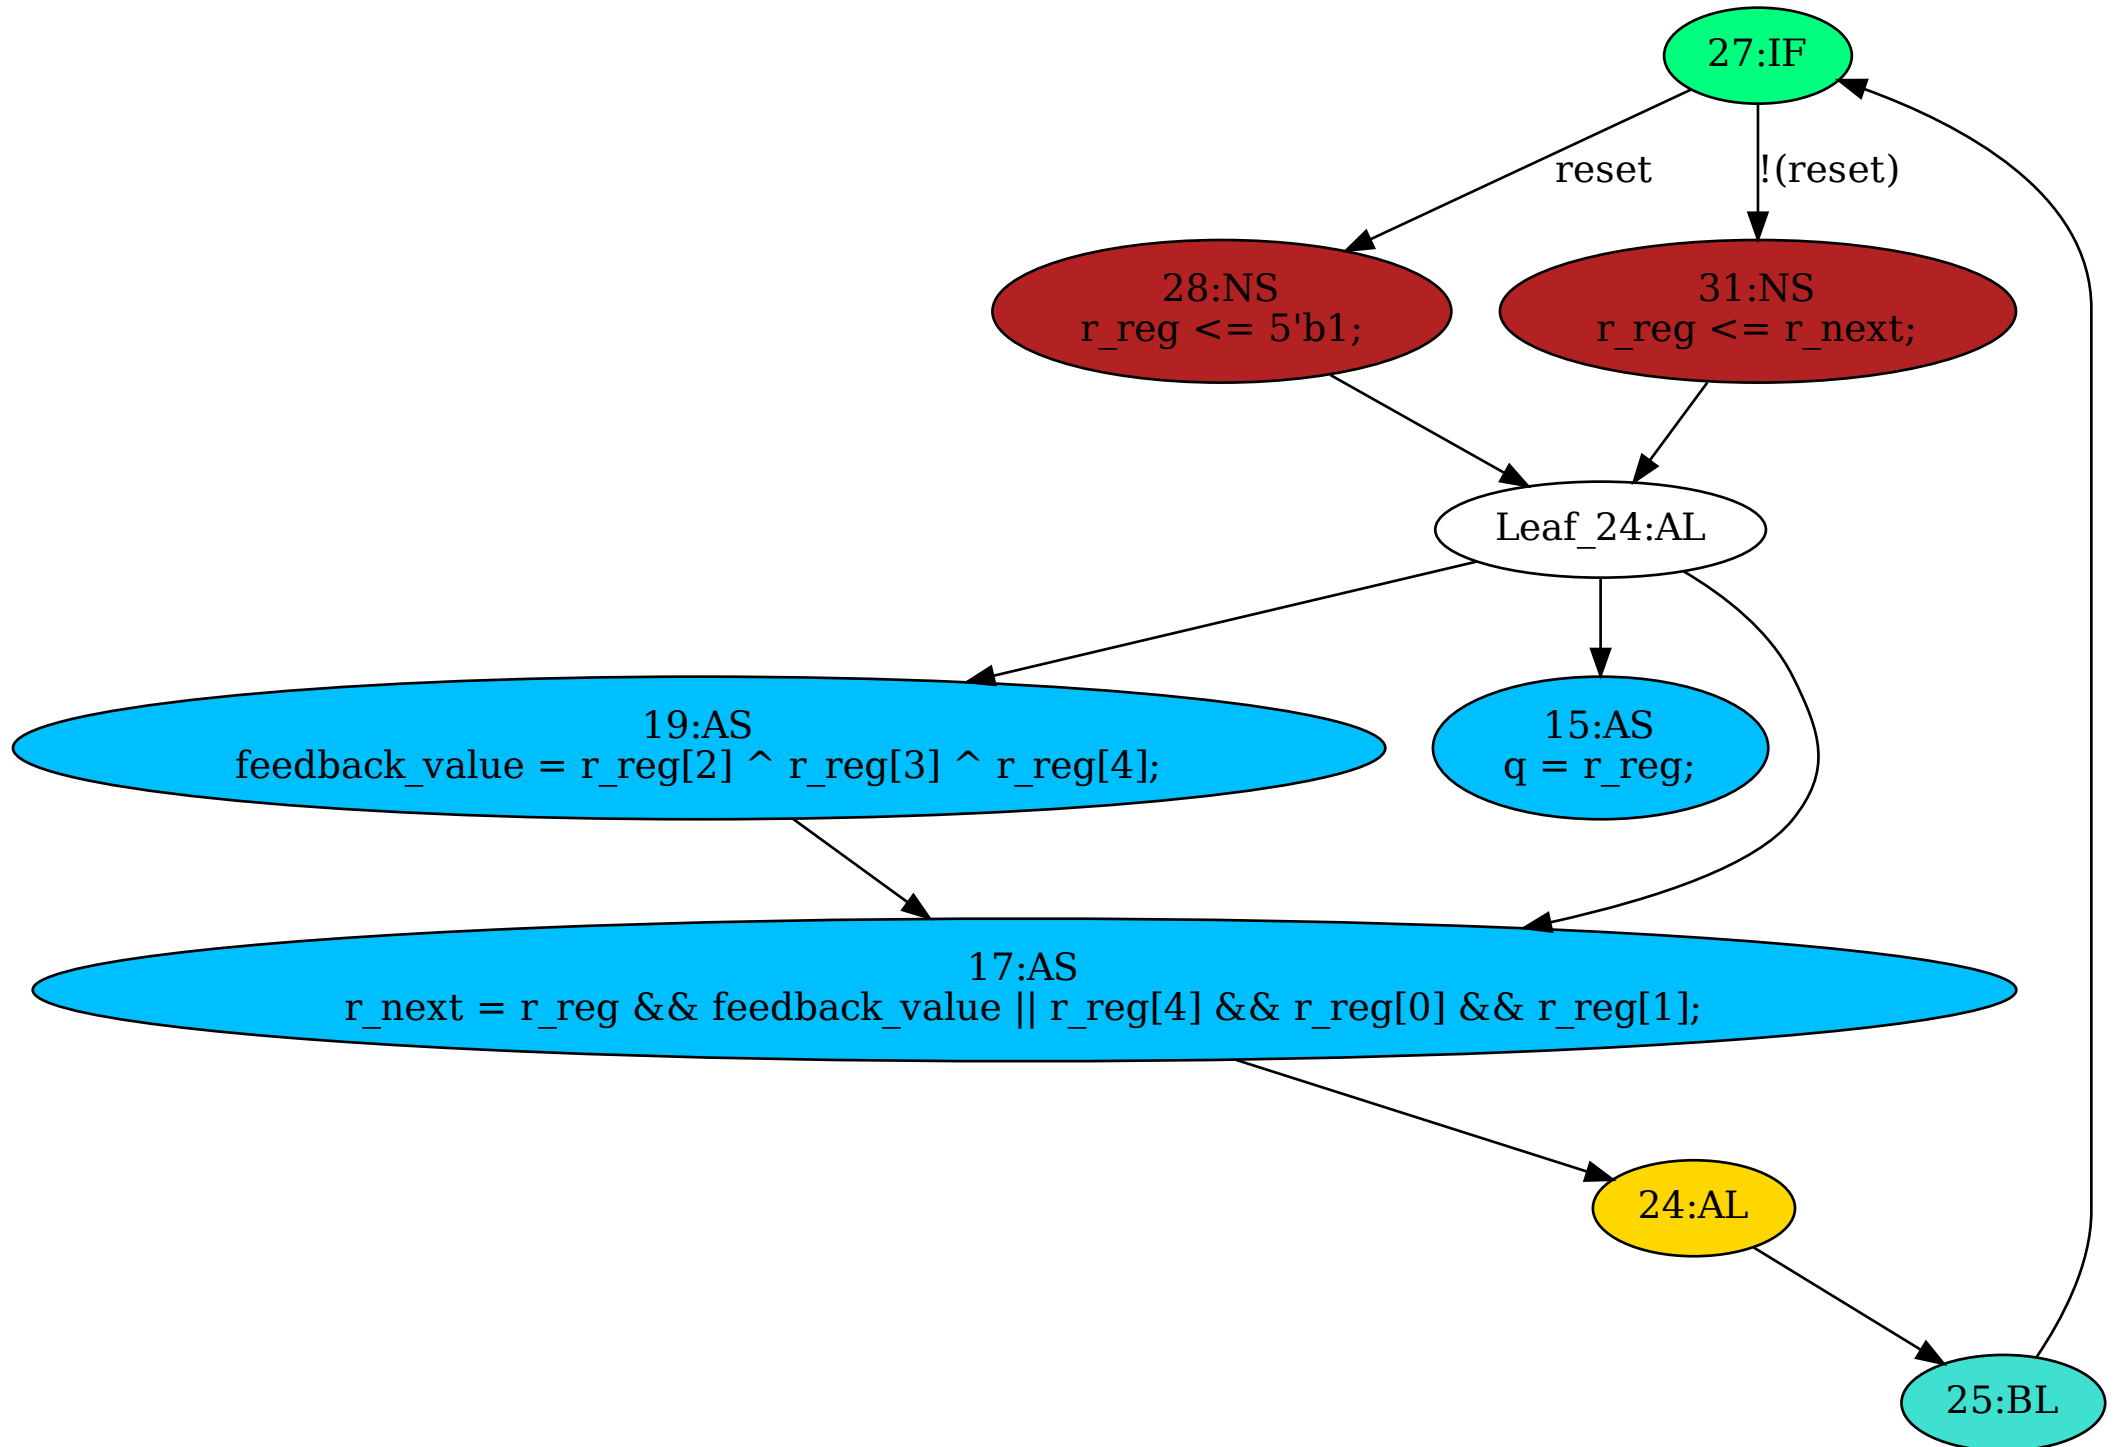 27:IF
reset
!(reset)
28:NS
r_reg <= 5'b1;
31:NS
r_reg <= r_next;
Leaf_24:AL
19:AS
feedback_value = r_reg[2] ^ r_reg[3] ^ r_reg[4];
15:AS
q = r_reg;
17:AS
r_next = r_reg && feedback_value || r_reg[4] && r_reg[0] && r_reg[1];
24:AL
25:BL